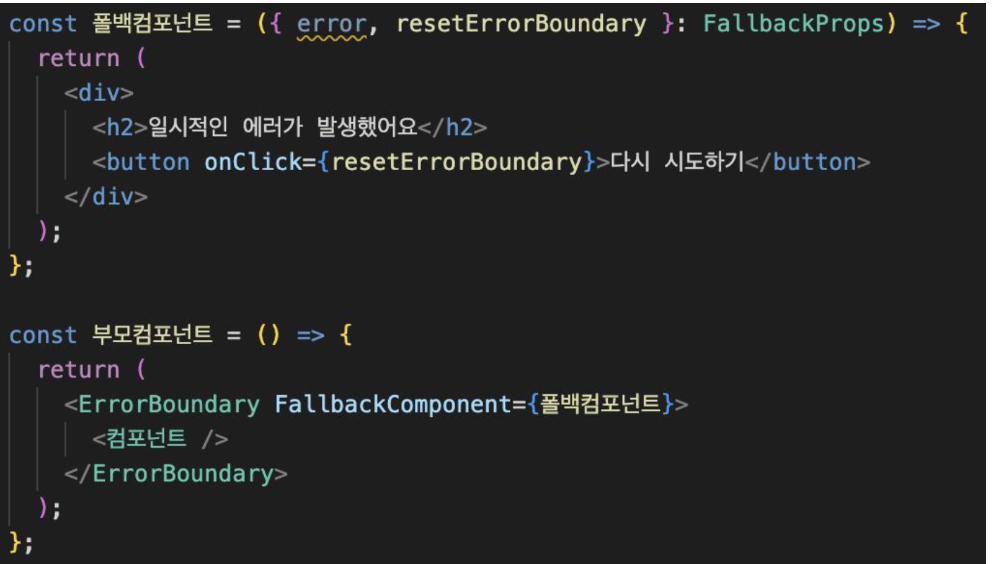 const 폴백컴포넌트 = ({ error, resetErrorBoundary }: FallbackProps) => {
  return (
    <div>
      <h2>일시적인 에러가 발생했어요</h2>
      <button onClick={resetErrorBoundary}>다시 시도하기</button>
    </div>
  );
};

const 부모컴포넌트 = () => {
  return (
    <ErrorBoundary FallbackComponent={폴백컴포넌트}>
      <컴포넌트 />
    </ErrorBoundary>
  );
};